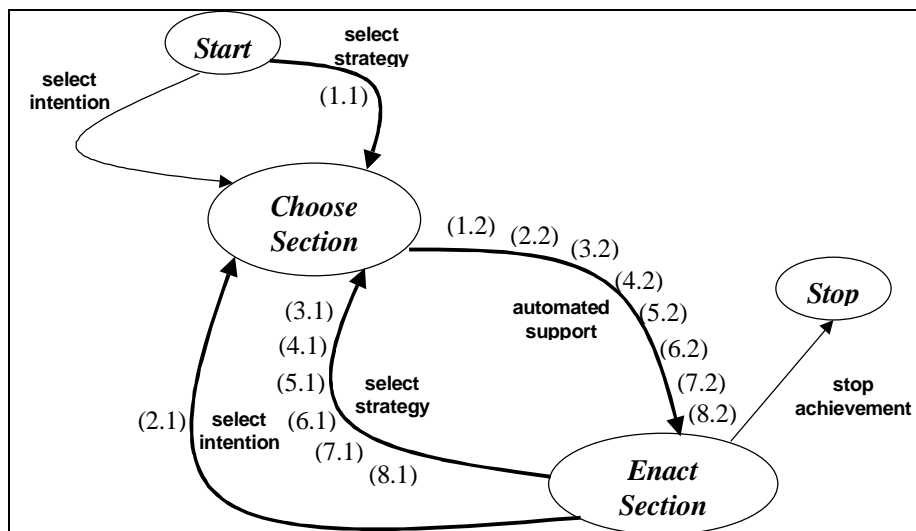 select
strategy
Start
select
intention
(1.1)
Choose
Section
(1.2)
(2.2)
(3.2)
(4.2)
(5.2)
(6.2)
(7.2)
(8.2)
automated
support
Stop
stop
achievement
(3.1)
(4.1)
(5.1)
(6.1)
(7.1)
(8.1)
select
strategy
(2.1)
select
intention
Enact
Section